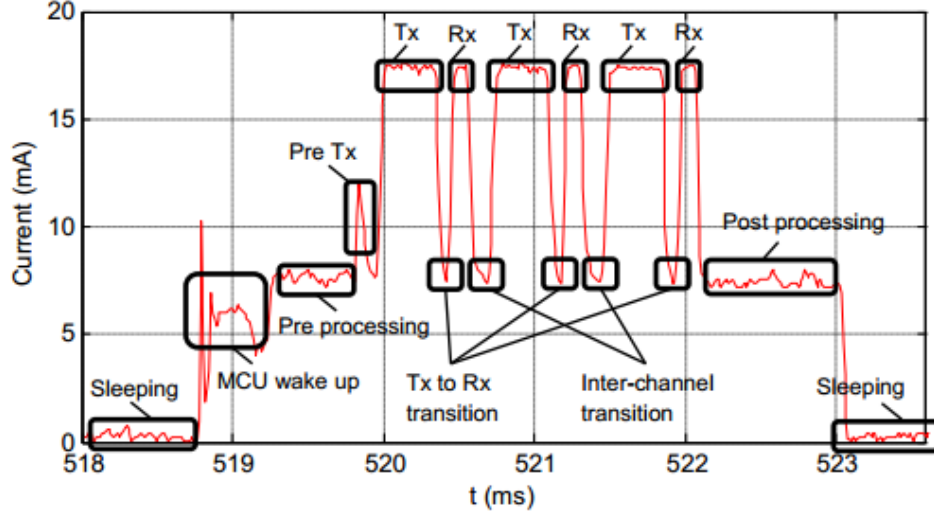 20
Tx
Rx
Tx
Rx
Tx
Rx
15
Pre Tx
Current (mA)
10
Post processing
5
Pre processing
MCU wake up
Sleeping
Tx to Rx
transition
Inter-channel
transition
Sleeping
0
518
519
520
521
522
523
t (ms)